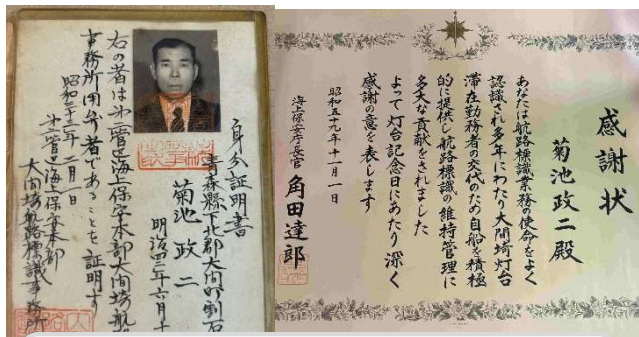 身分証明書
青森県下北郡大間町
菊池政二
明治四三年六月十
右の者は㐧二管区海上保安本部大間埼航
事務所用弁者であることを証明す
二月一日
㐧二管区海上保安本部
大間埼航路標識事務所
感謝状
菊池政二殿
あなたは航路標識業務の使命をよく
認識され多年にわたり大間埼灯台
滞在勤務者の交代のため自船を積極
的に提供し航路標識の維持管理に
多大な貢献をされました
よって灯台記念日にあたり深く
感謝の意を表します
昭和五十九年十一月一日
海上保安庁長官 角田達郎